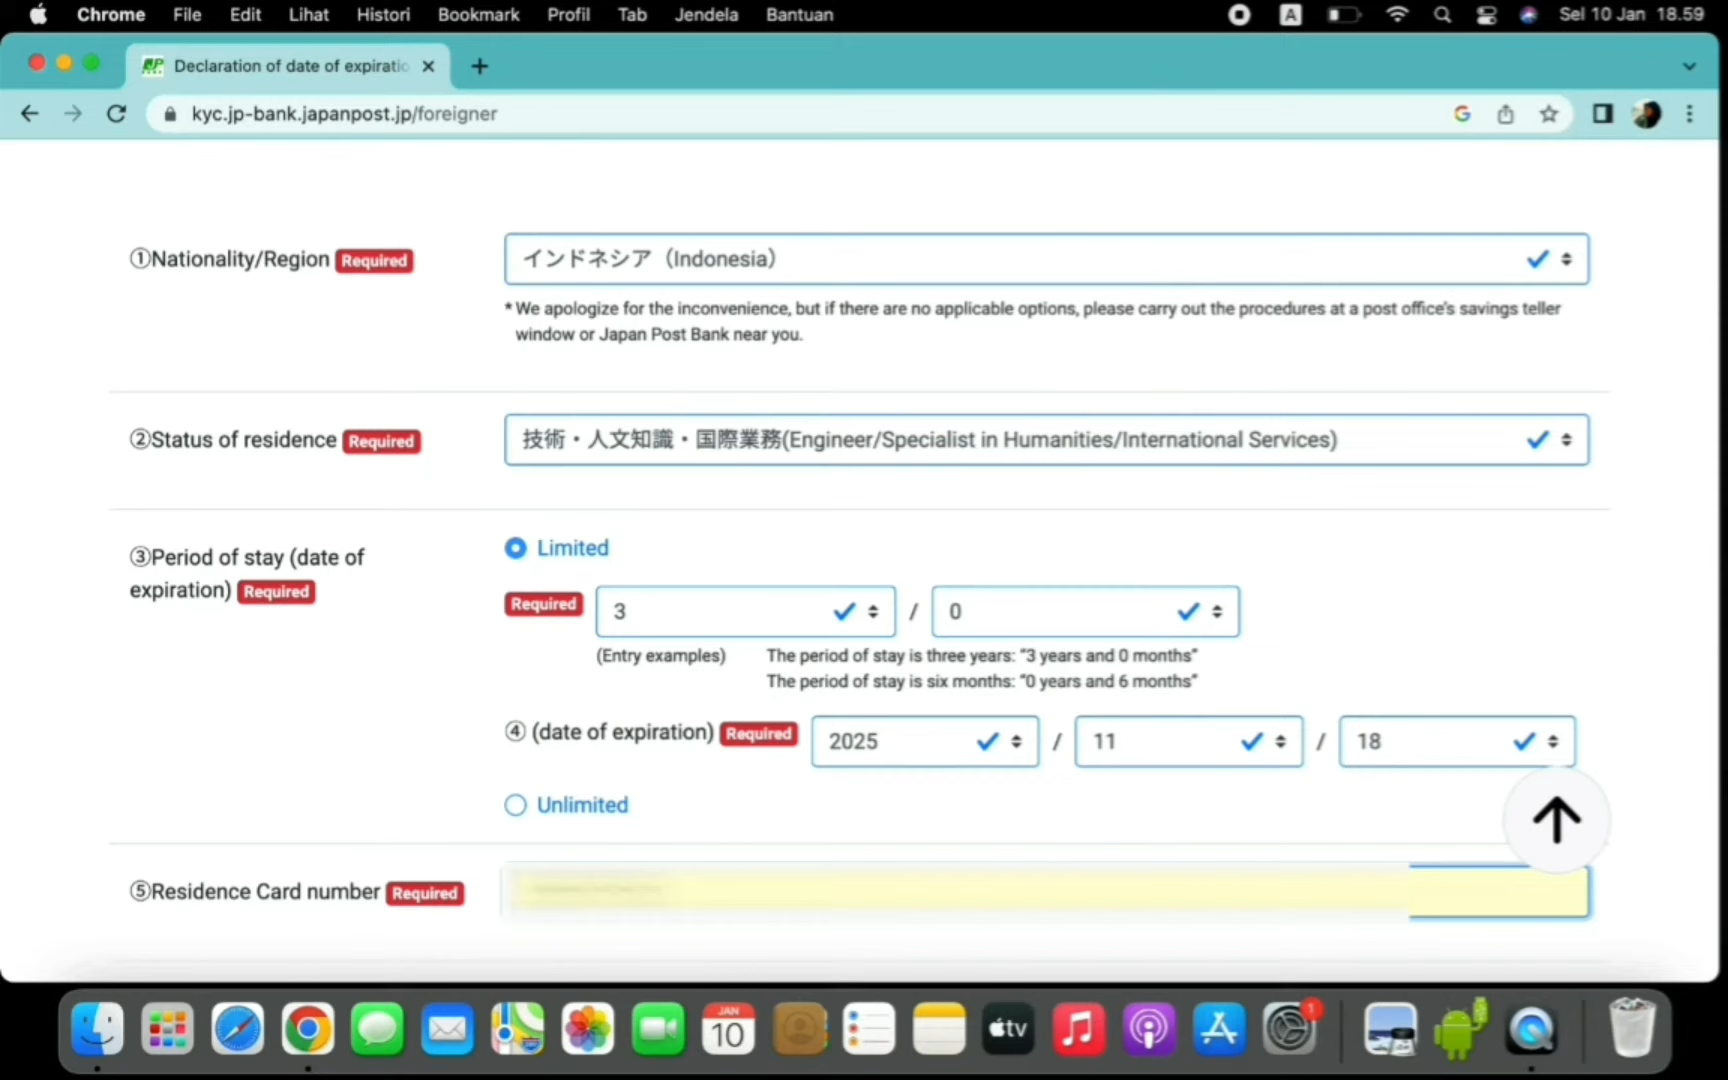 Chrome File Edit Lihat Histori Bookmark Profil Tab Jendela Bantuan A Sel 10 Jan 18.59
Declaration of date of expiratio
kyc.jp-bank.japanpost.jp/foreigner
①Nationality/Region Required インドネシア（Indonesia）
* We apologize for the inconvenience, but if there are no applicable options, please carry out the procedures at a post office's savings teller
window or Japan Post Bank near you.
②Status of residence Required 技術・人文知識・国際業務(Engineer/Specialist in Humanities/International Services)
③Period of stay (date of
expiration) Required
Limited
Required 3 / 0
(Entry examples) The period of stay is three years: “3 years and 0 months”
The period of stay is six months: “0 years and 6 months”
④ (date of expiration) Required 2025 / 11 / 18
Unlimited
⑤Residence Card number Required
JAN
10
tv
1